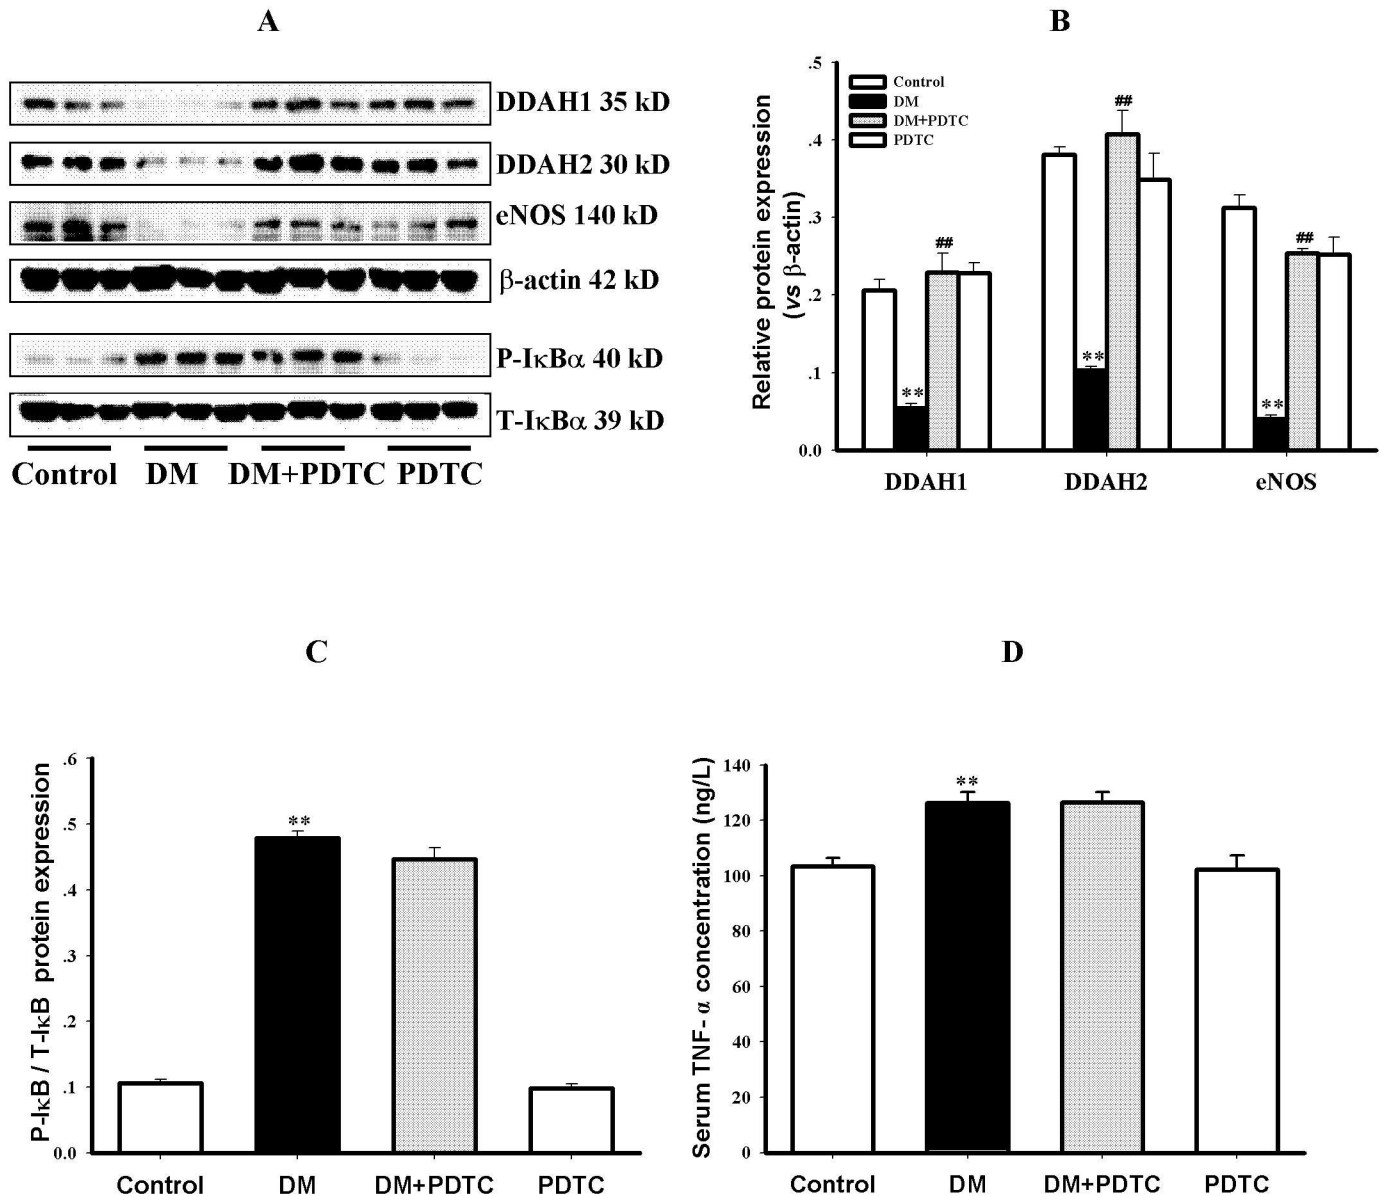 A
DDAH1 35 kD
DDAH2 30 kD
eNOS 140 kD
β-actin 42 kD
P-IκBα 40 kD
T-IκBα 39 kD
Control DM DM+PDTC PDTC
B
Relative protein expression
(vs β-actin)
.5
.4
.3
.2
.1
0.0
Control
DM
DM+PDTC
PDTC
** ## ** ## ** ##
DDAH1 DDAH2 eNOS
C
P-IκB / T-IκB protein expression
.6
.5
.4
.3
.2
.1
0.0
**
Control DM DM+PDTC PDTC
D
Serum TNF-α concentration (ng/L)
140
120
100
80
60
40
20
0
**
Control DM DM+PDTC PDTC